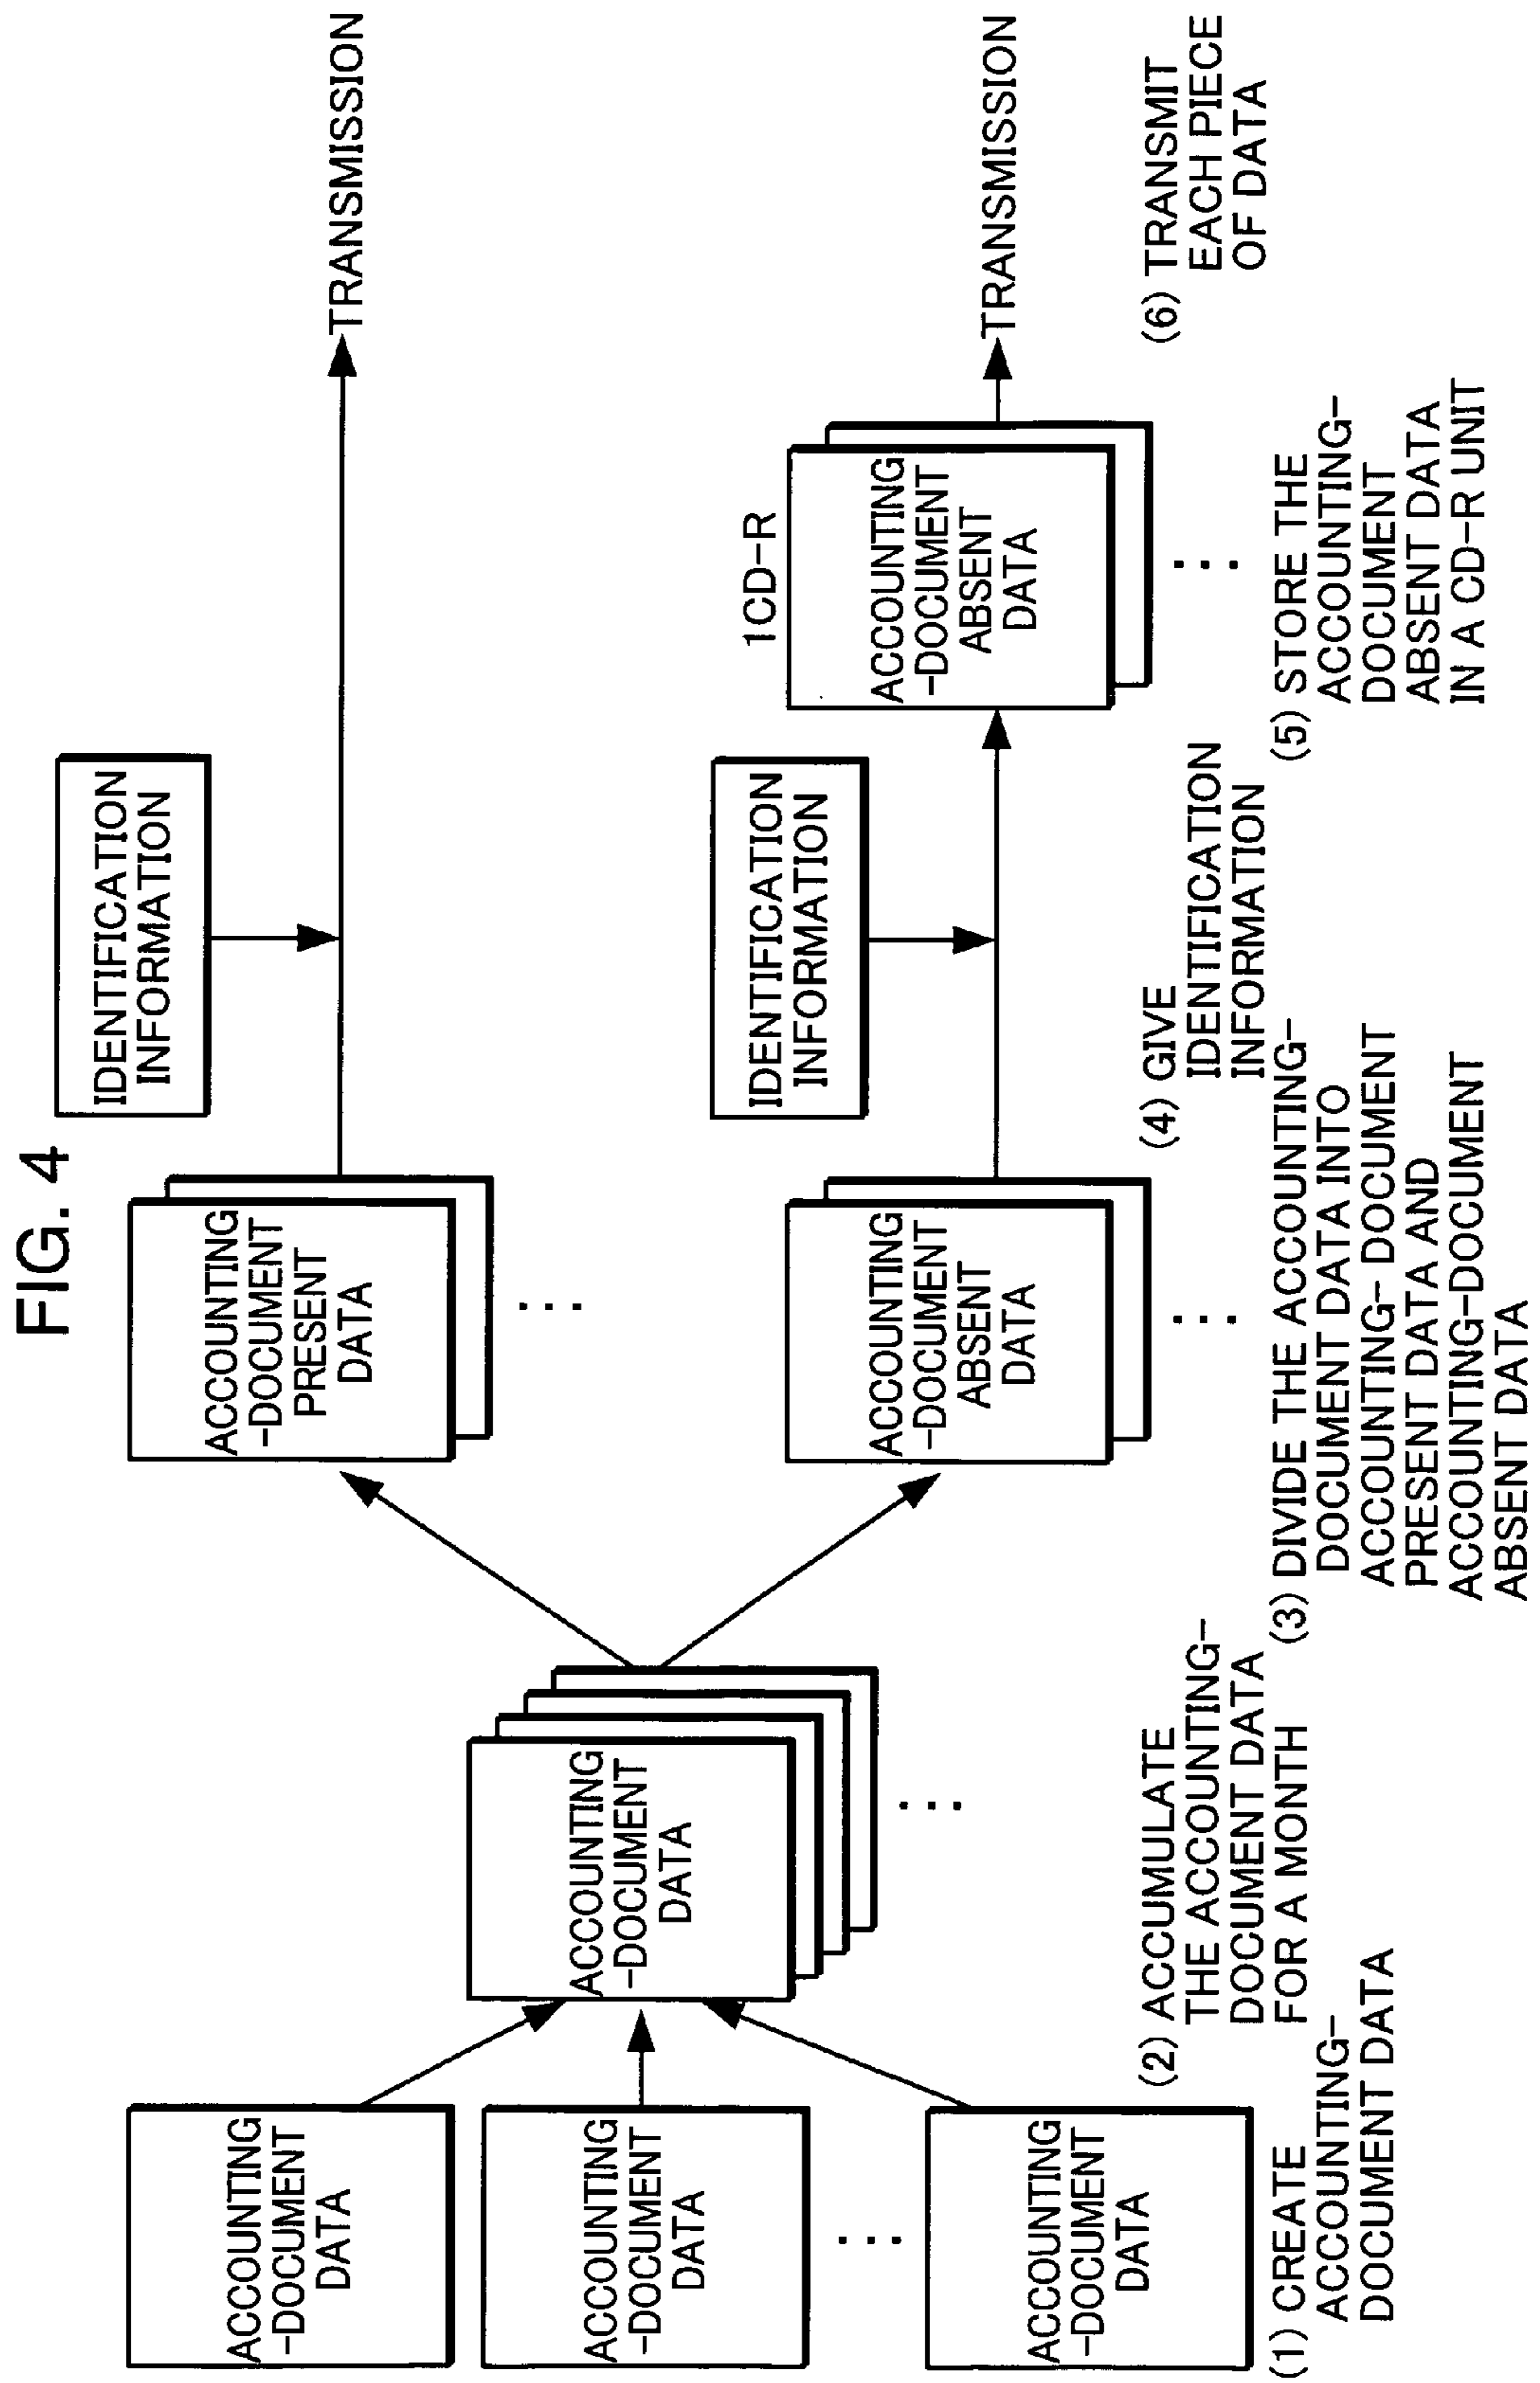 FIG. 4
ACCOUNTING
-DOCUMENT
DATA
ACCOUNTING
-DOCUMENT
DATA
...
ACCOUNTING
-DOCUMENT
DATA
ACCOUNTING
-DOCUMENT
DATA
...
ACCOUNTING
-DOCUMENT
PRESENT
DATA
...
IDENTIFICATION
INFORMATION
TRANSMISSION
ACCOUNTING
-DOCUMENT
ABSENT
DATA
...
IDENTIFICATION
INFORMATION
1CD-R
ACCOUNTING
-DOCUMENT
ABSENT
DATA
...
TRANSMISSION
(1) CREATE
ACCOUNTING-
DOCUMENT DATA
(2) ACCUMULATE
THE ACCOUNTING-
DOCUMENT DATA
FOR A MONTH
(3) DIVIDE THE ACCOUNTING-
DOCUMENT DATA INTO
ACCOUNTING- DOCUMENT
PRESENT DATA AND
ACCOUNTING-DOCUMENT
ABSENT DATA
(4) GIVE
IDENTIFICATION
INFORMATION
(5) STORE THE
ACCOUNTING-
DOCUMENT
ABSENT DATA
IN A CD-R UNIT
(6) TRANSMIT
EACH PIECE
OF DATA